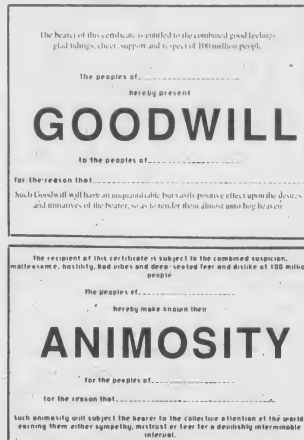 The bearer of this certificate is entitled to the combined good feelings
glad tidings, cheer, support and respect of 100 million people
The peoples of
hereby present
GOODWILL
to the peoples of
for the reason that
Such Goodwill will have an unquantifiable but vastly positive effect upon the desires
and initiatives of the bearer, so as to render them almost unto hog heaven
The recipient of this certificate is subject to the combined suspicion,
hostility, bad vibes and deep-seated fear and dislike of 100 million
people
The peoples of
hereby make known their
ANIMOSITY
for the peoples of
for the reason that
Such animosity will subject the bearer to the collective attention of the world
earning them either sympathy, mistrust or fear for a devilishly interminable
interval.